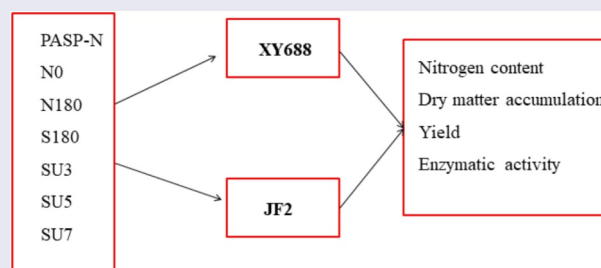 PASP-N
N0
N180
S180
SU3
SU5
SU7
XY688
JF2
Nitrogen content
Dry matter accumulation
Yield
Enzymatic activity